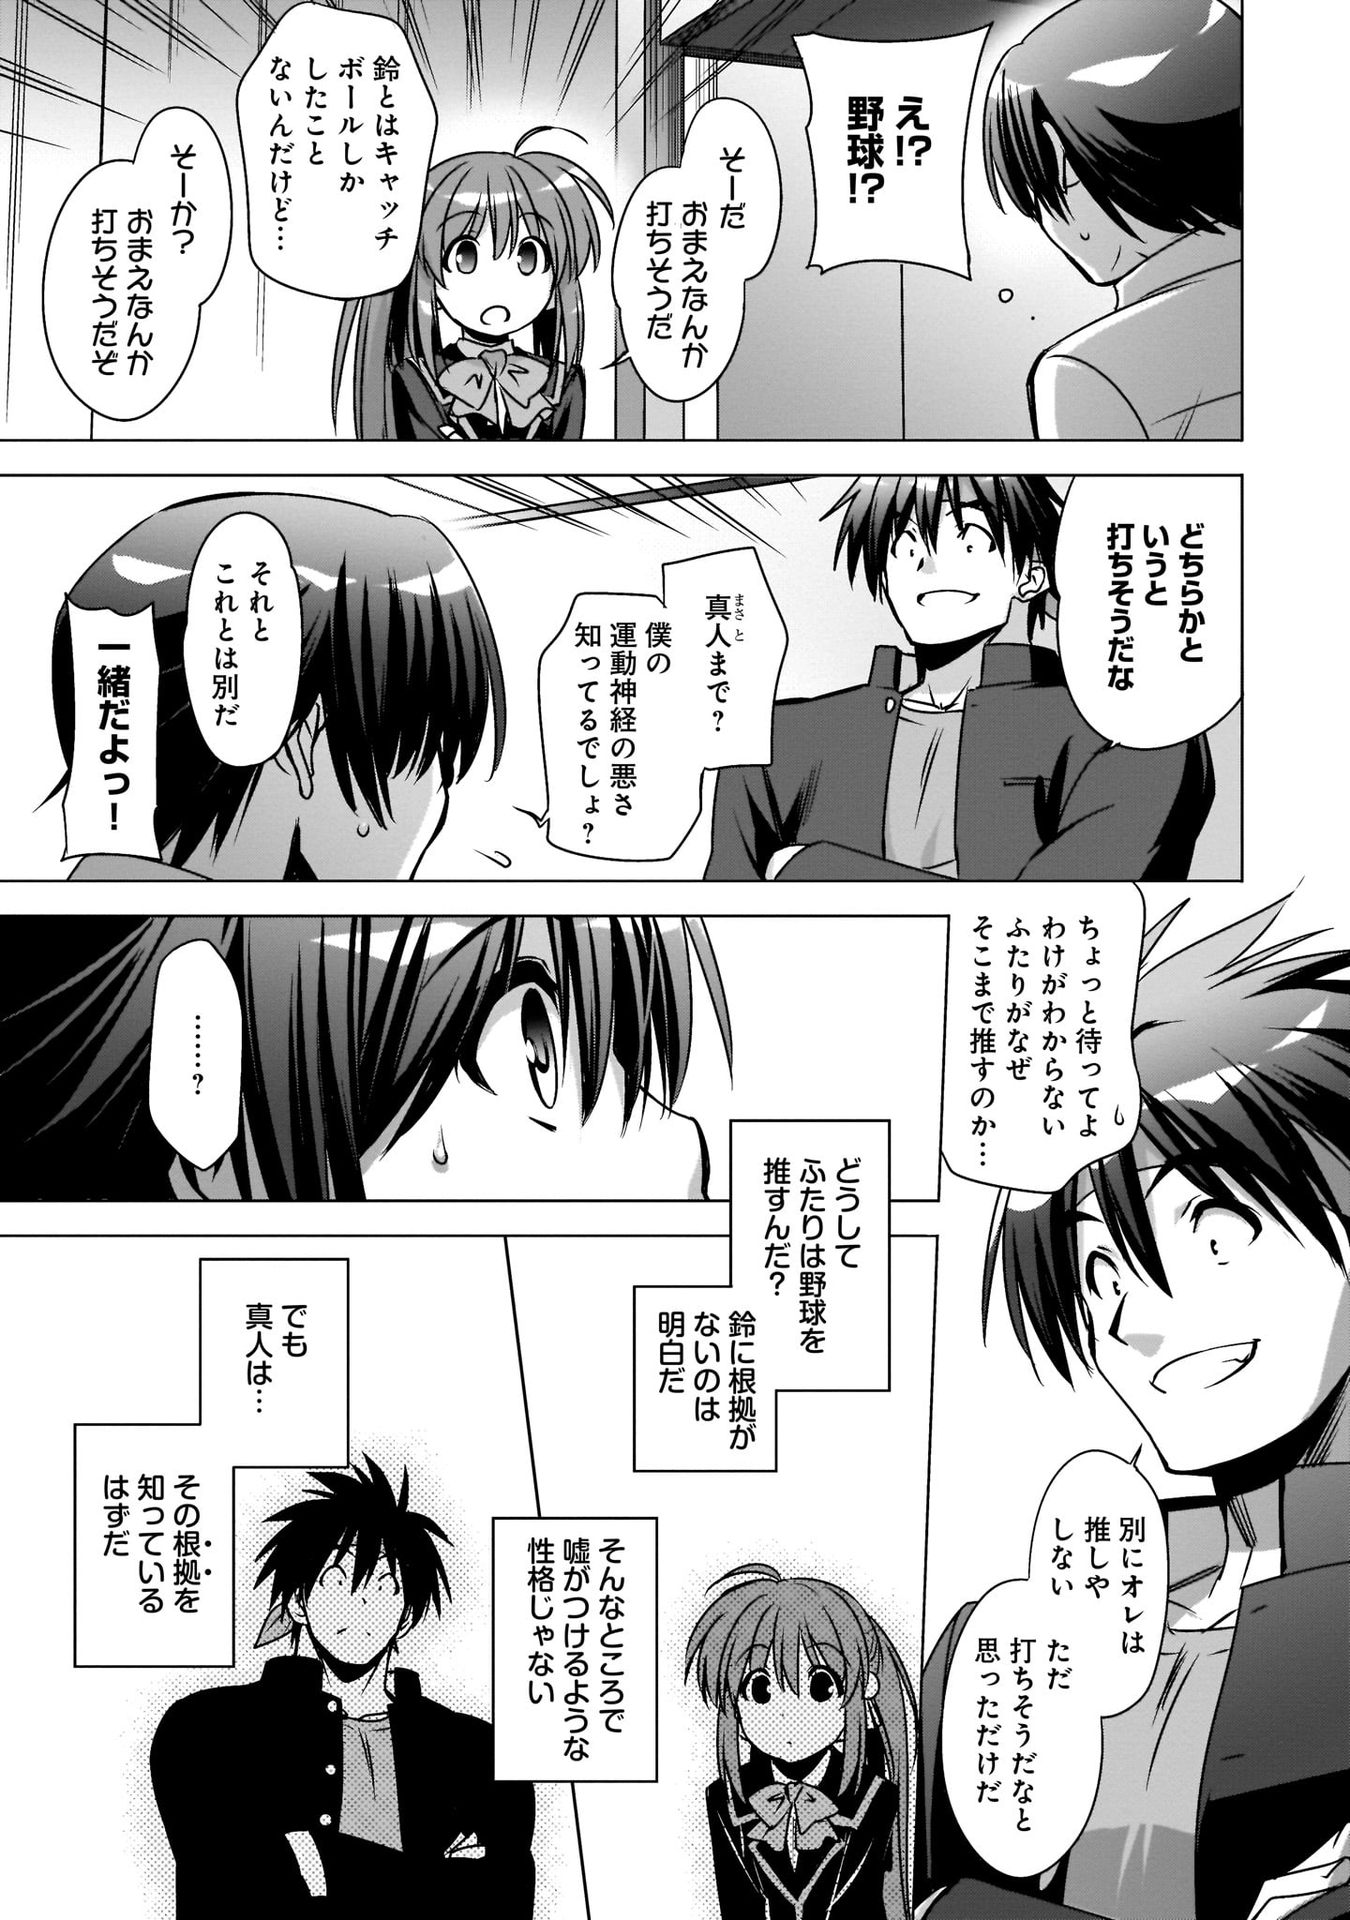 え!?
野球!?
そーだ
おまえなんか
打ちそうだ
鈴とはキャッチ
ボールしか
したこと
ないんだけど…
そーか？
おまえなんか
打ちそうだぞ
どちらかと
いうと
打ちそうだな
真人まで？
まさと
僕の
運動神経の悪さ
知ってるでしょ？
それと
これとは別だ
一緒だよっ！
ちょっと待ってよ
わけがわからない
ふたりがなぜ
そこまで推すのか…
別にオレは
推しや
しない
ただ
打ちそうだなと
思っただけだ
……？
どうして
ふたりは野球を
推すんだ？
鈴に根拠が
ないのは
明白だ
そんなところで
嘘がつけるような
性格じゃない
でも
真人は…
その根拠を
知っている
はずだ